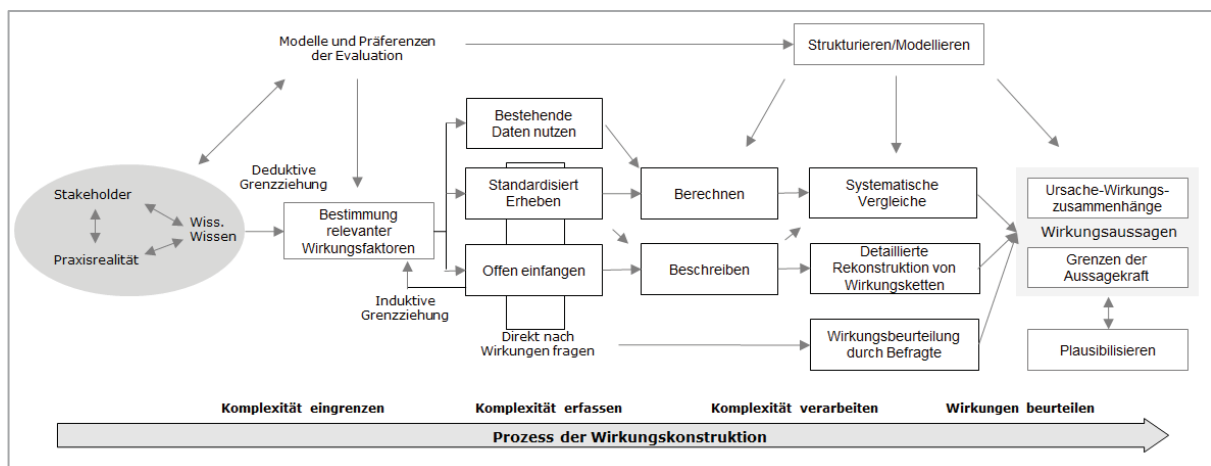 Modelle und Präferenzen
der Evaluation
Strukturieren/Modellieren
Bestehende
Daten nutzen
Deduktive
Grenzziehung
Stakeholder
Wiss.
Wissen
Praxisrealität
Bestimmung
relevanter
Wirkungsfaktoren
Standardisiert
Erheben
Berechnen
Systematische
Vergleiche
Ursache-Wirkungs-
zusammenhänge
Wirkungsaussagen
Grenzen der
Aussagekraft
Offen einfangen
Beschreiben
Detaillierte
Rekonstruktion von
Wirkungsketten
Induktive
Grenzziehung
Direkt nach
Wirkungen fragen
Wirkungsbeurteilung
durch Befragte
Plausibilisieren
Komplexität eingrenzen
Komplexität erfassen
Komplexität verarbeiten
Wirkungen beurteilen
Prozess der Wirkungskonstruktion